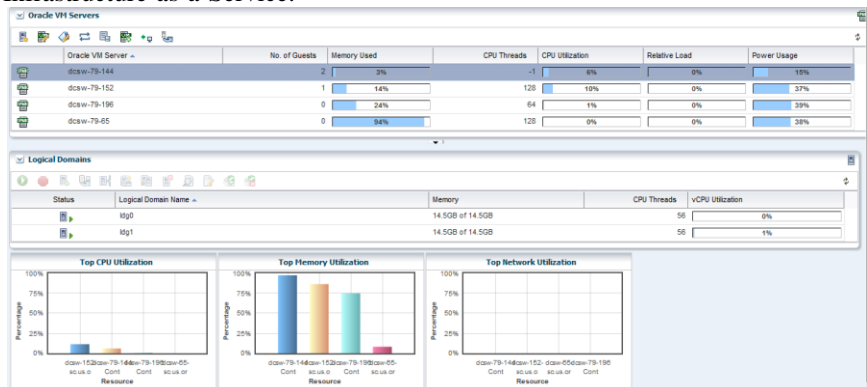 Infrastructure as a Service.
Oracle VM Servers
Oracle VM Server No. of Guests Memory Used CPU Threads CPU Utilization Relative Load Power Usage
dcsw-79-144 2 3% -1 6% 0% 15%
dcsw-79-152 1 14% 128 10% 0% 37%
dcsw-79-196 0 24% 64 1% 0% 39%
dcsw-79-65 0 94% 128 0% 0% 38%
Logical Domains
Status Logical Domain Name Memory CPU Threads vCPU Utilization
ldg0 14.5GB of 14.5GB 56 0%
ldg1 14.5GB of 14.5GB 56 1%
Top CPU Utilization
100%
75%
50%
25%
0%
Percentage
Cont Cont
Resource
Top Memory Utilization
100%
75%
50%
25%
0%
Percentage
Cont Cont
Resource
Top Network Utilization
100%
75%
50%
25%
0%
Percentage
Cont Cont
Resource